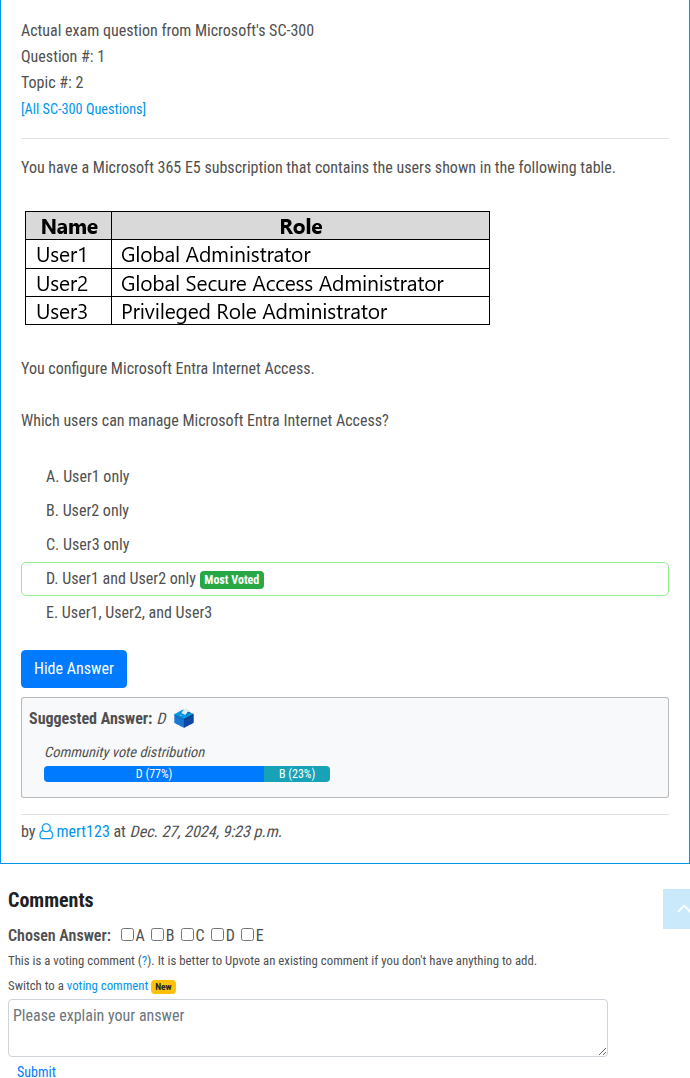 Actual exam question from Microsoft's SC-300
Question #: 1
Topic #: 2
[All SC-300 Questions]
You have a Microsoft 365 E5 subscription that contains the users shown in the following table.
Name Role
User1 Global Administrator
User2 Global Secure Access Administrator
User3 Privileged Role Administrator
You configure Microsoft Entra Internet Access.
Which users can manage Microsoft Entra Internet Access?
A. User1 only
B. User2 only
C. User3 only
D. User1 and User2 only Most Voted
E. User1, User2, and User3
Hide Answer
Suggested Answer: D
Community vote distribution
D (77%) B (23%)
by mert123 at Dec. 27, 2024, 9:23 p.m.
Comments
Chosen Answer: A B C D E
This is a voting comment (?). It is better to Upvote an existing comment if you don't have anything to add.
Switch to a voting comment New
Please explain your answer
Submit